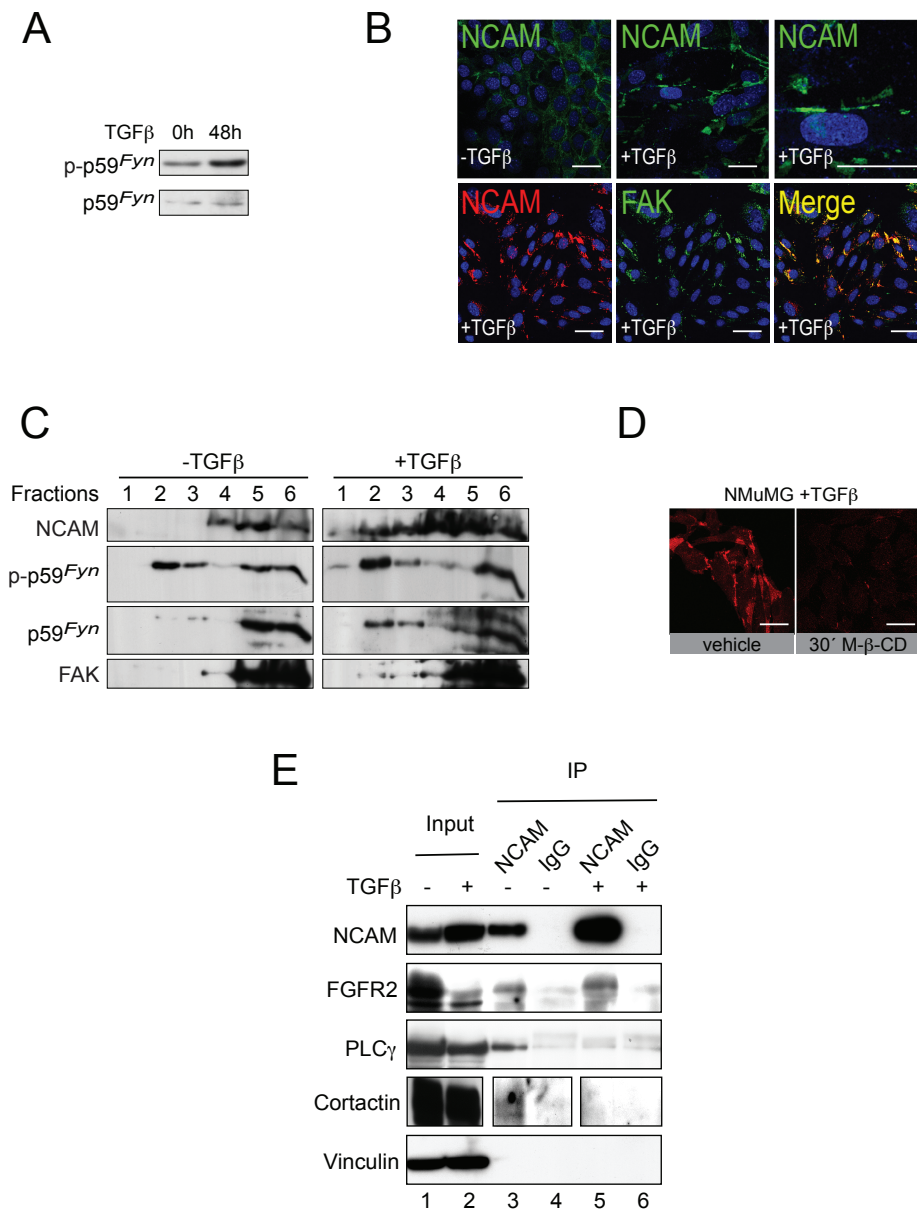 A
TGFβ 0h 48h
p-p59Fyn
p59Fyn
B
NCAM NCAM NCAM
-TGFβ +TGFβ +TGFβ
NCAM FAK Merge
+TGFβ +TGFβ +TGFβ
C
-TGFβ +TGFβ
Fractions 1 2 3 4 5 6 1 2 3 4 5 6
NCAM
p-p59Fyn
p59Fyn
FAK
D
NMuMG +TGFβ
vehicle 30´ M-β-CD
E
IP
Input NCAM IgG NCAM IgG
TGFβ - + - - + +
NCAM
FGFR2
PLCγ
Cortactin
Vinculin
1 2 3 4 5 6